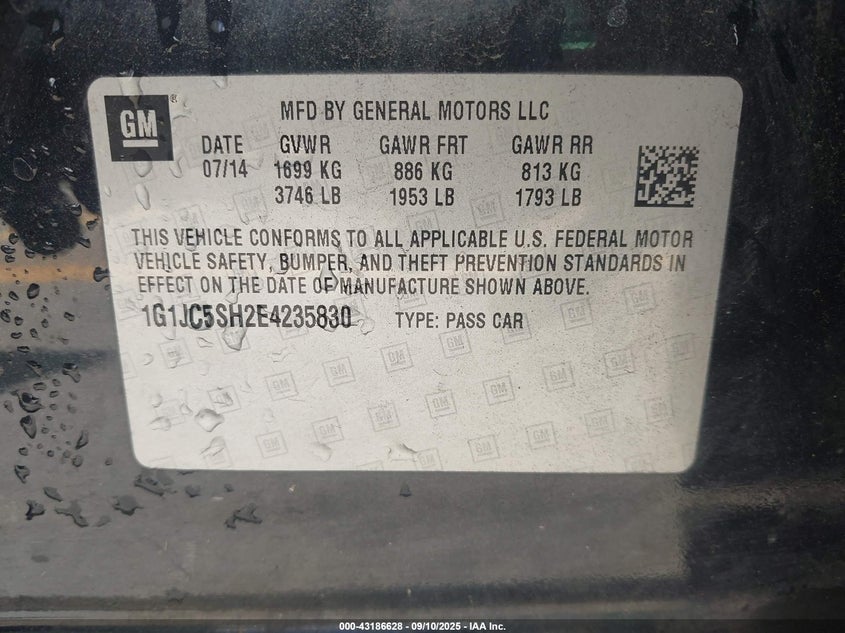 GM
MFD BY GENERAL MOTORS LLC
DATE GVWR GAWR FRT GAWR RR
07/14 1699 KG 886 KG 813 KG
3746 LB 1953 LB 1793 LB
THIS VEHICLE CONFORMS TO ALL APPLICABLE U.S. FEDERAL MOTOR
VEHICLE SAFETY, BUMPER, AND THEFT PREVENTION STANDARDS IN
EFFECT ON THE DATE OF MANUFACTURE SHOWN ABOVE.
1G1JC5SH2E4235830 TYPE: PASS CAR
000-43186628 - 09/10/2025 - IAA Inc.